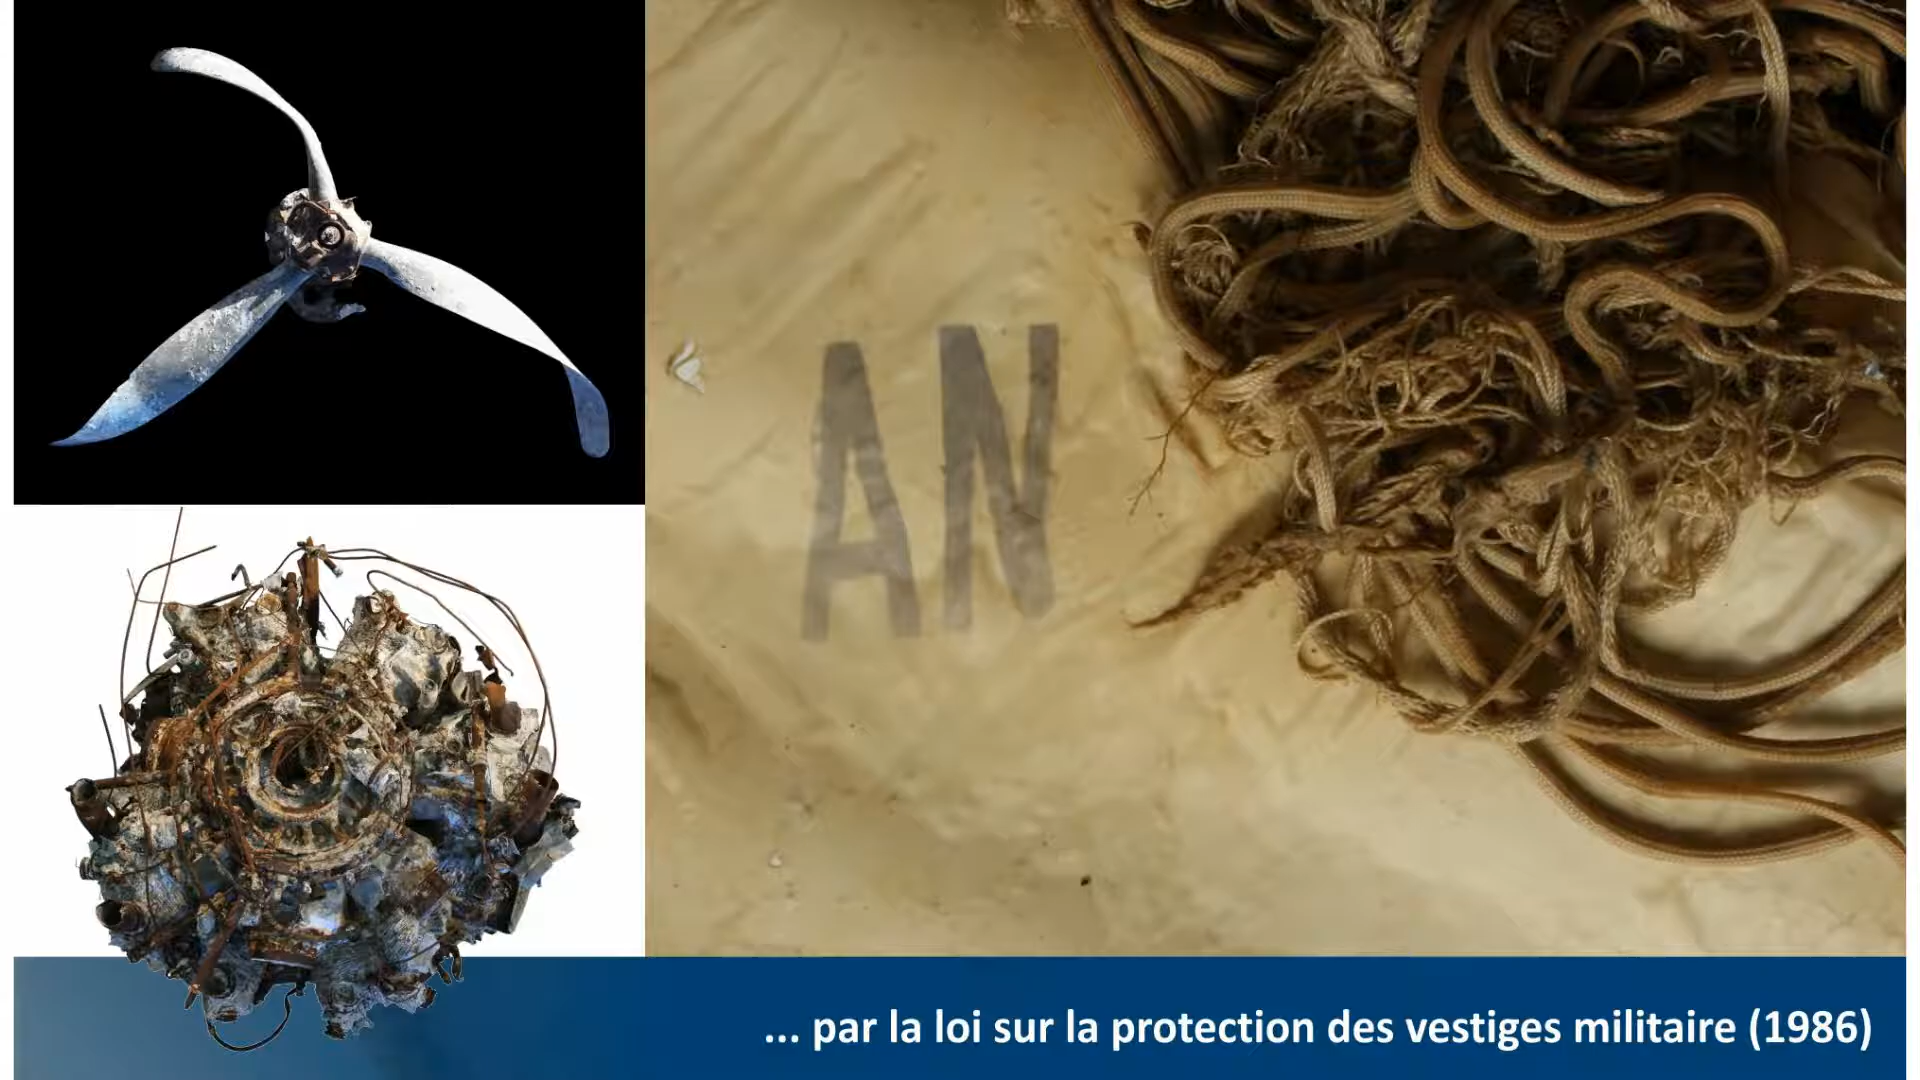 AN
... par la loi sur la protection des vestiges militaire (1986)